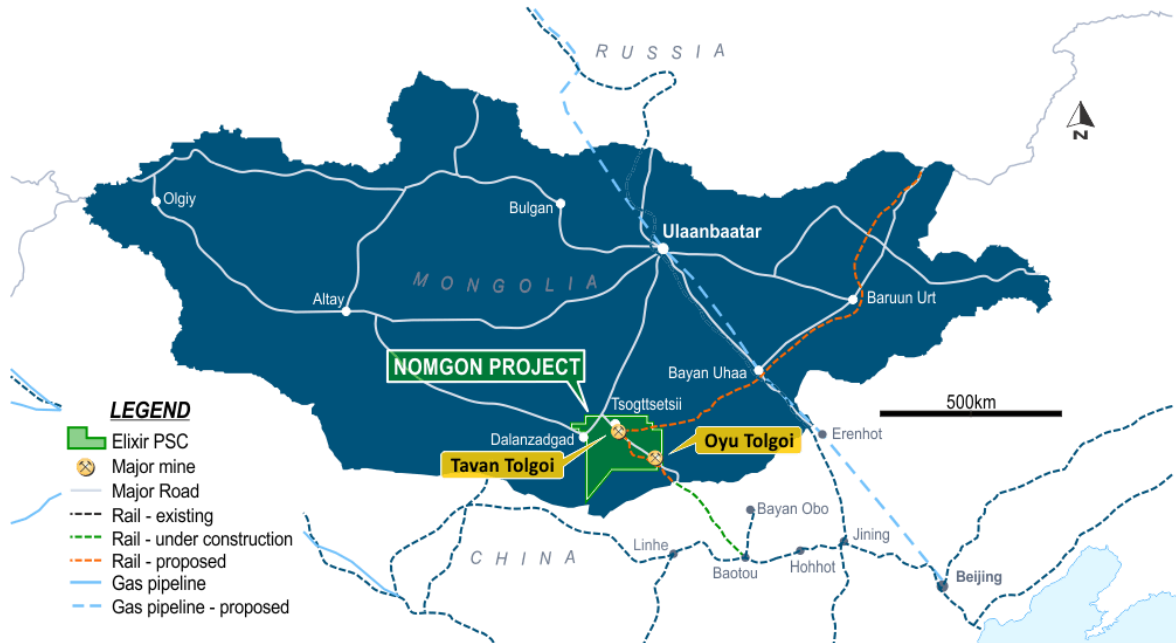 RUSSIA
N
Olgiy
Bulgan
Ulaanbaatar
MONGOLIA
Altay
Baruun Urt
NOMGON PROJECT
Bayan Uhaa
Tsogttsetsii
500km
LEGEND
Elixir PSC
Major mine
Major Road
Rail - existing
Rail - under construction
Rail - proposed
Gas pipeline
Gas pipeline - proposed
Dalanzadgad
Oyu Tolgoi
Erenhot
Tavan Tolgoi
Bayan Obo
CHINA
Linhe
Jining
Baotou
Hohhot
Beijing